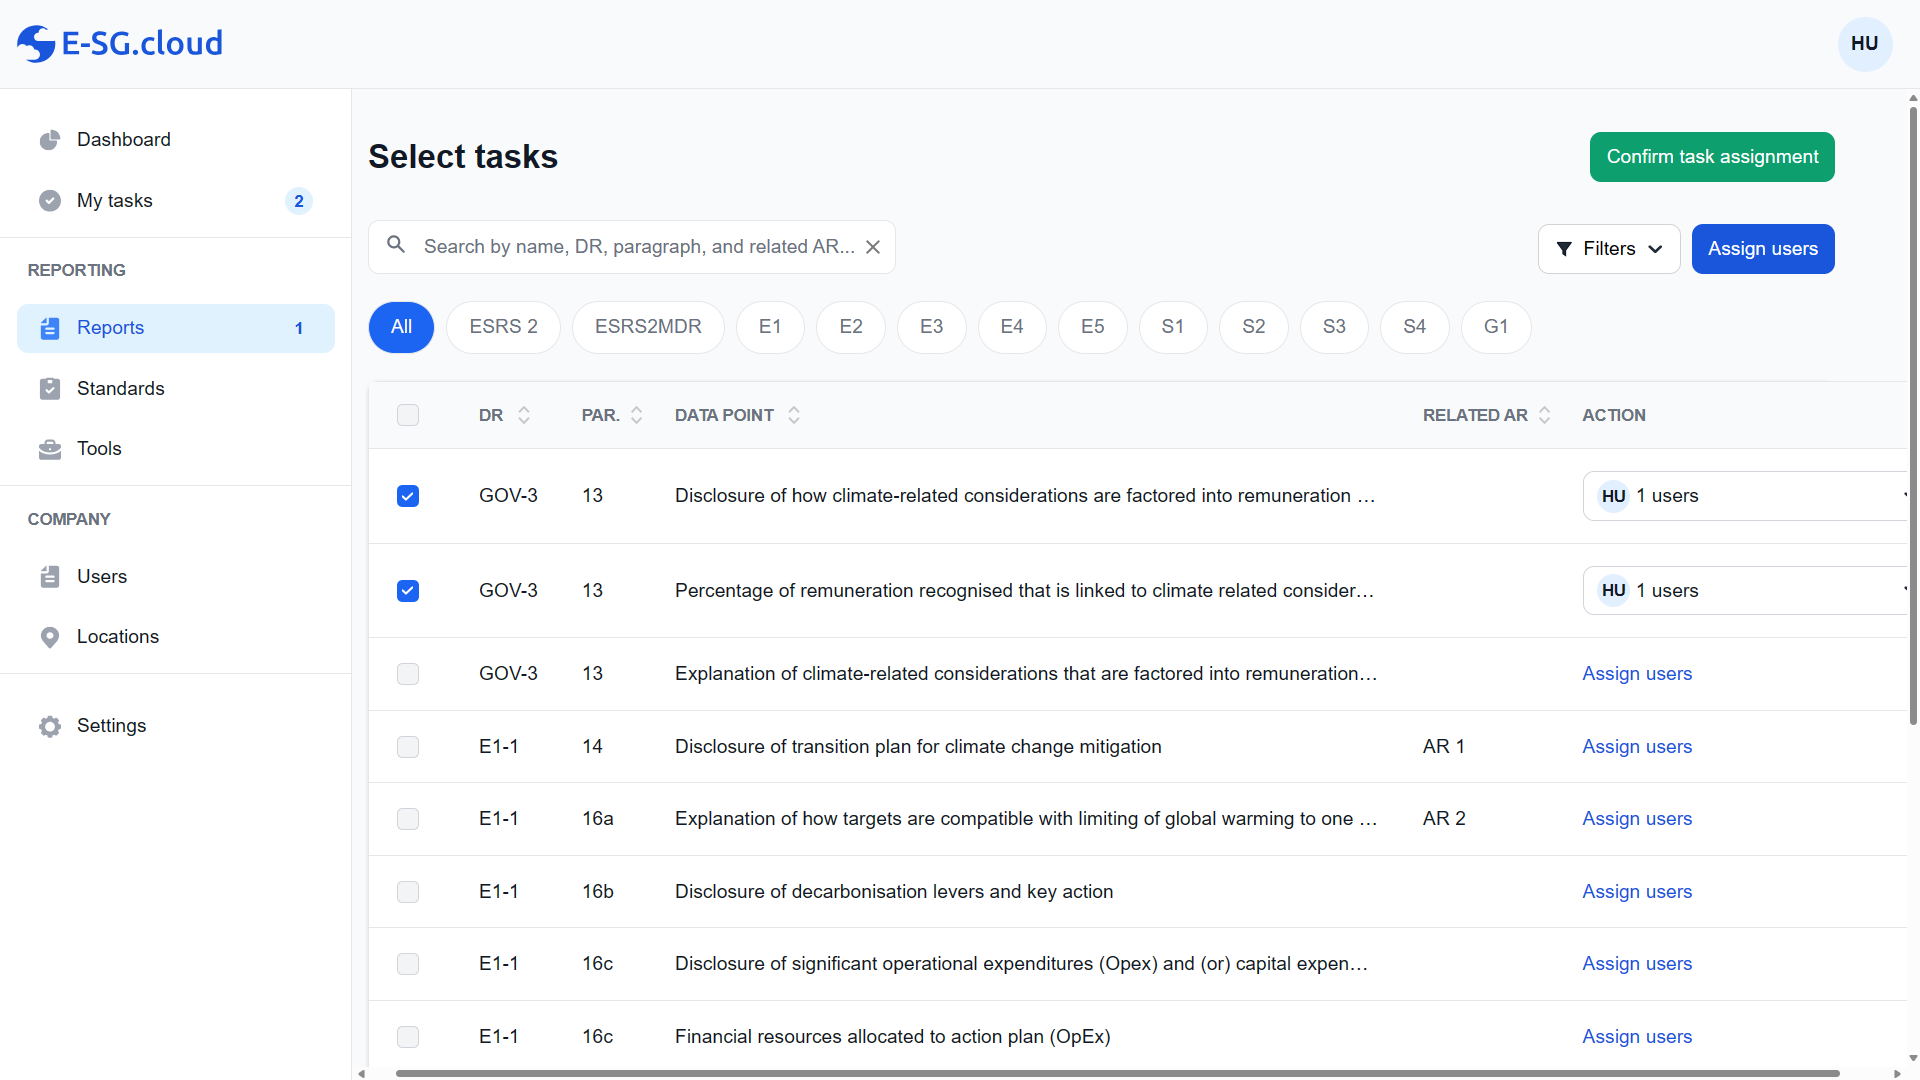 E-SG.cloud
HU
Dashboard
My tasks 2
REPORTING
Reports 1
Standards
Tools
COMPANY
Users
Locations
Settings
Select tasks
Confirm task assignment
Search by name, DR, paragraph, and related AR...
Filters
Assign users
All ESRS 2 ESRS2MDR E1 E2 E3 E4 E5 S1 S2 S3 S4 G1
DR PAR. DATA POINT RELATED AR ACTION
GOV-3 13 Disclosure of how climate-related considerations are factored into remuneration … HU 1 users
GOV-3 13 Percentage of remuneration recognised that is linked to climate related consider… HU 1 users
GOV-3 13 Explanation of climate-related considerations that are factored into remuneration… Assign users
E1-1 14 Disclosure of transition plan for climate change mitigation AR 1 Assign users
E1-1 16a Explanation of how targets are compatible with limiting of global warming to one … AR 2 Assign users
E1-1 16b Disclosure of decarbonisation levers and key action Assign users
E1-1 16c Disclosure of significant operational expenditures (Opex) and (or) capital expen… Assign users
E1-1 16c Financial resources allocated to action plan (OpEx) Assign users